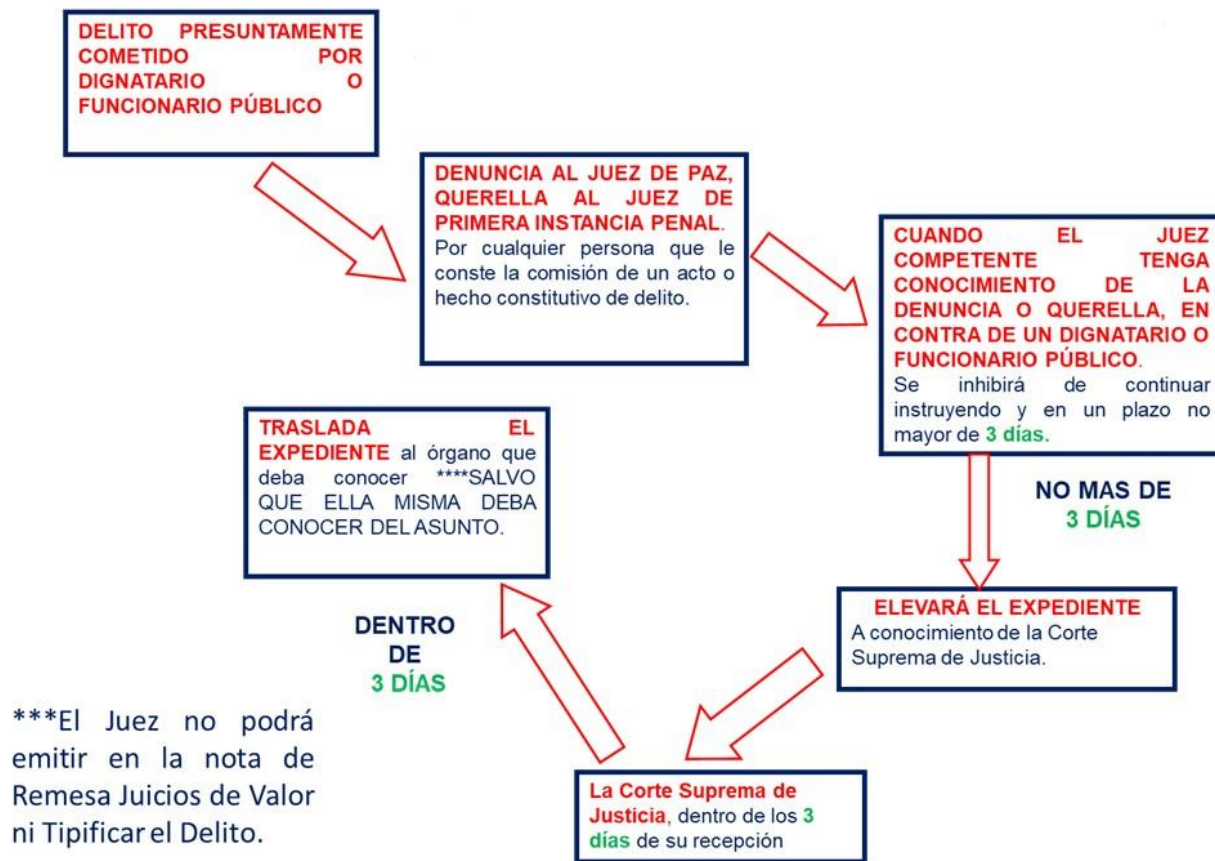 DELITO PRESUNTAMENTE
COMETIDO POR
DIGNATARIO O
FUNCIONARIO PÚBLICO
DENUNCIA AL JUEZ DE PAZ,
QUERELLA AL JUEZ DE
PRIMERA INSTANCIA PENAL.
Por cualquier persona que le
conste la comisión de un acto o
hecho constitutivo de delito.
CUANDO EL JUEZ
COMPETENTE TENGA
CONOCIMIENTO DE LA
DENUNCIA O QUERELLA, EN
CONTRA DE UN DIGNATARIO O
FUNCIONARIO PÚBLICO.
Se inhibirá de continuar
instruyendo y en un plazo no
mayor de 3 días.
NO MAS DE
3 DÍAS
ELEVARÁ EL EXPEDIENTE
A conocimiento de la Corte
Suprema de Justicia.
La Corte Suprema de
Justicia, dentro de los 3
días de su recepción
DENTRO
DE
3 DÍAS
TRASLADA EL
EXPEDIENTE al órgano que
deba conocer ****SALVO
QUE ELLA MISMA DEBA
CONOCER DEL ASUNTO.
***El Juez no podrá
emitir en la nota de
Remesa Juicios de Valor
ni Tipificar el Delito.